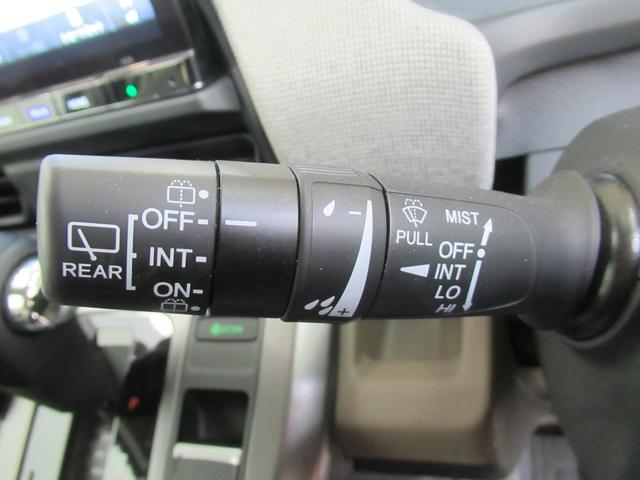 OFF
REAR
INT
ON
- 
+
PULL
MIST
OFF
INT
LO
HI